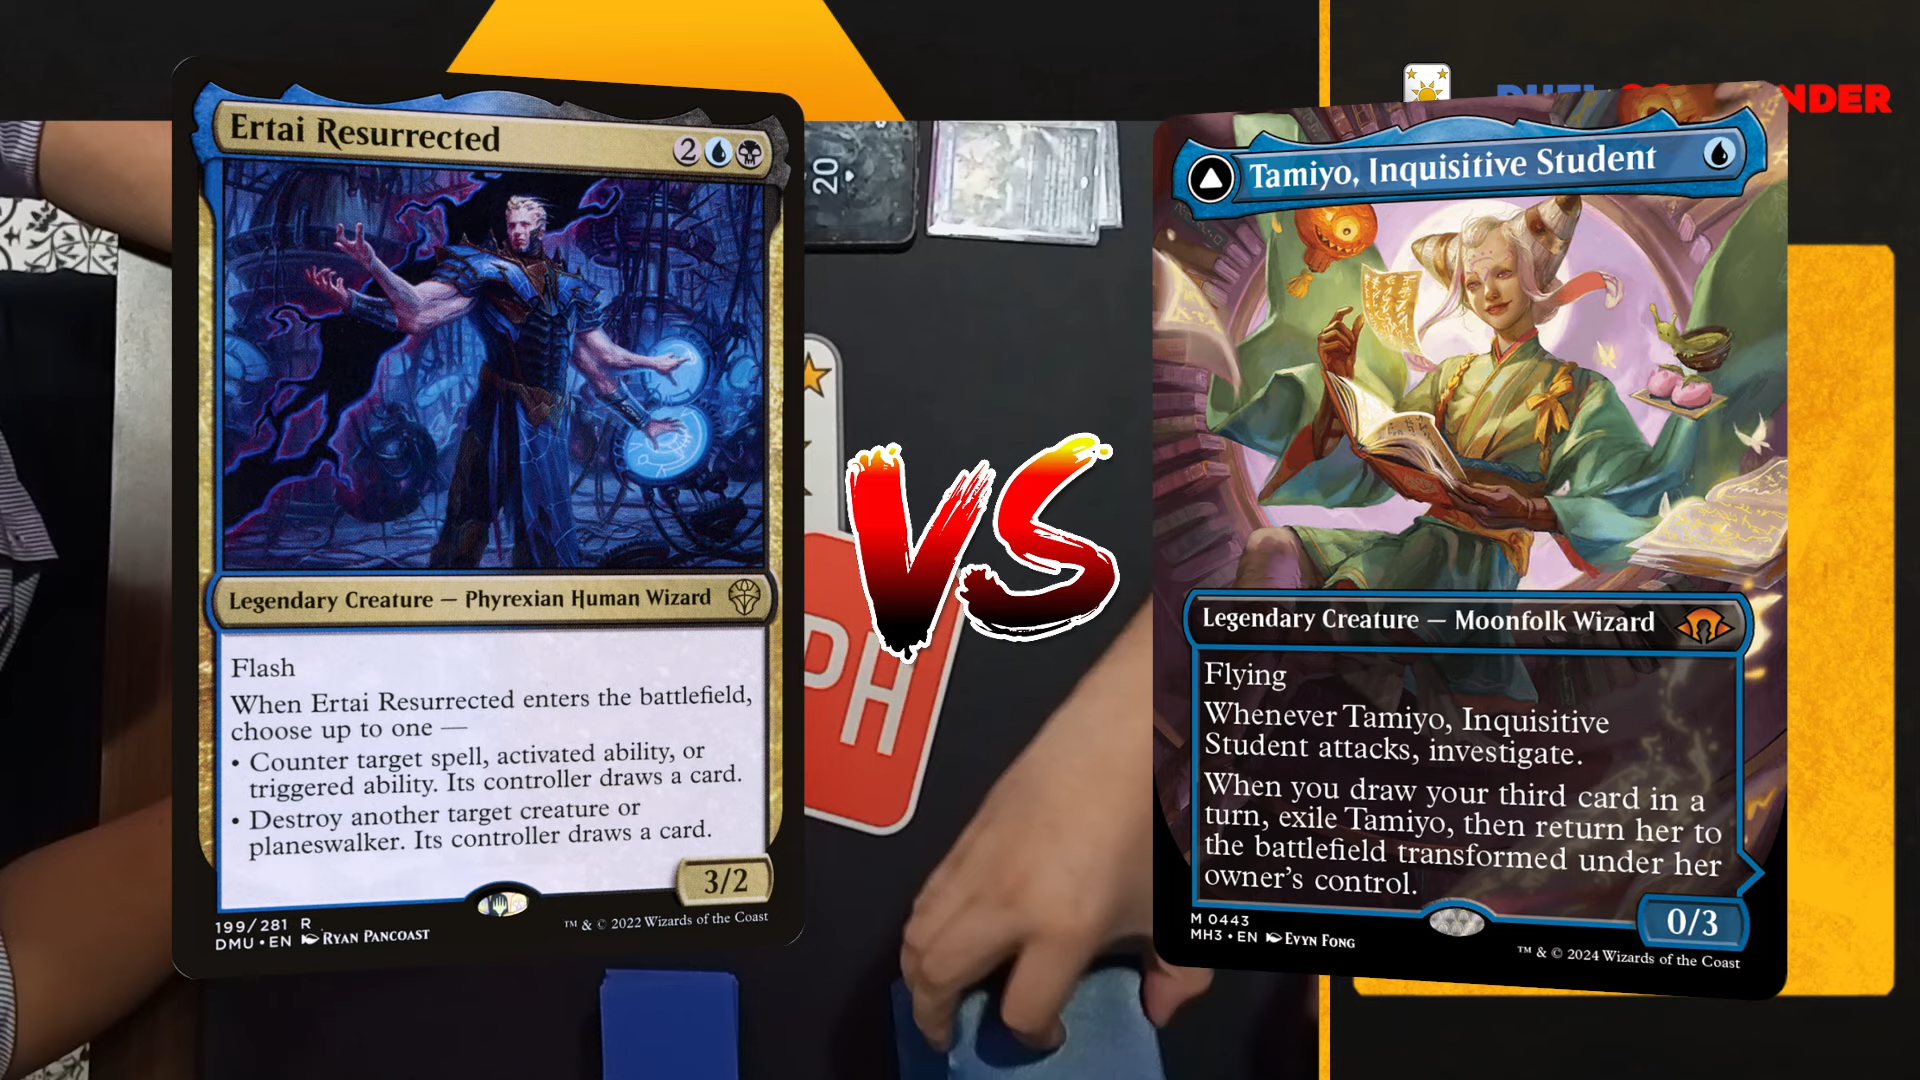 Ertai Resurrected
2
Legendary Creature — Phyrexian Human Wizard
Flash
When Ertai Resurrected enters the battlefield,
choose up to one —
• Counter target spell, activated ability, or
triggered ability. Its controller draws a card.
• Destroy another target creature or
planeswalker. Its controller draws a card.
3/2
199/281 R
DMU • EN RYAN PANCOAST
™ & © 2022 Wizards of the Coast
20
VS
PH
NDER
Tamiyo, Inquisitive Student
Legendary Creature — Moonfolk Wizard
Flying
Whenever Tamiyo, Inquisitive
Student attacks, investigate.
When you draw your third card in a
turn, exile Tamiyo, then return her to
the battlefield transformed under her
owner's control.
0/3
M 0443
MH3 • EN EVYN FONG
™ & © 2024 Wizards of the Coast